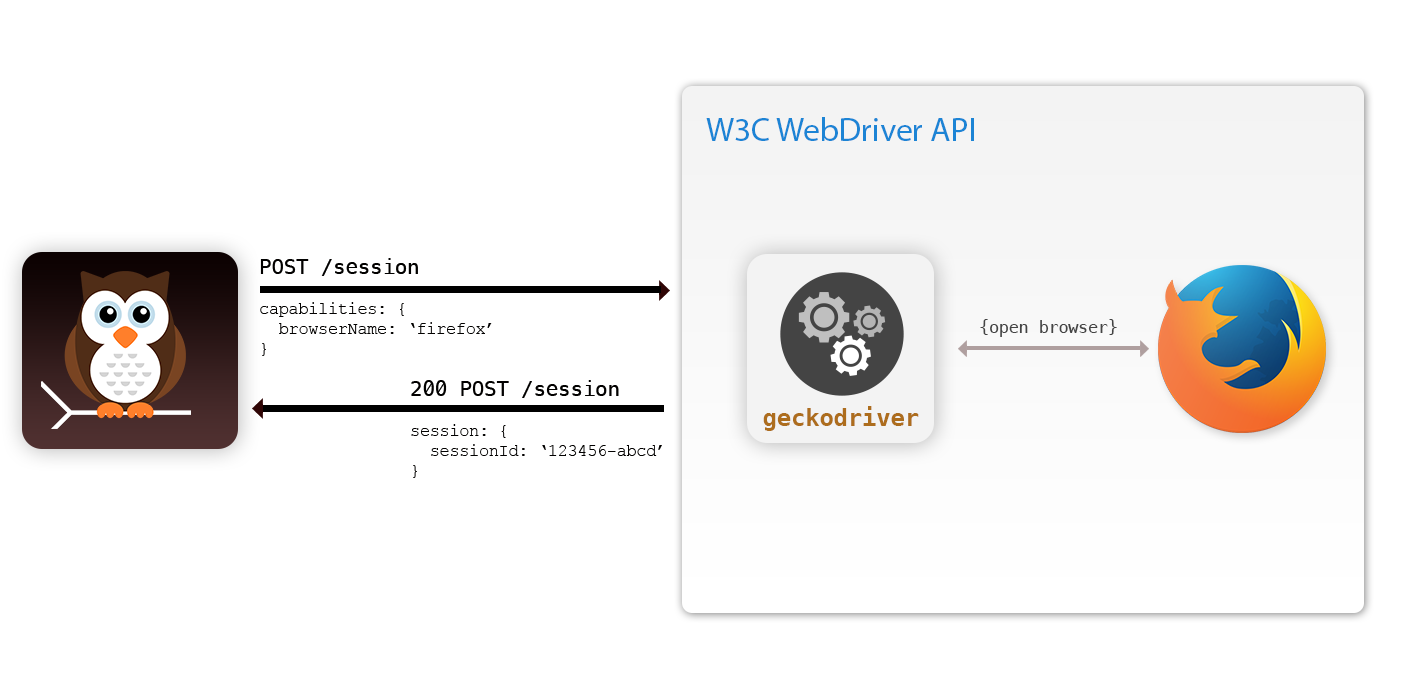 W3C WebDriver API
POST /session
capabilities: {
  browserName: ‘firefox’
}
200 POST /session
session: {
  sessionId: ‘123456-abcd’
}
geckodriver
{open browser}